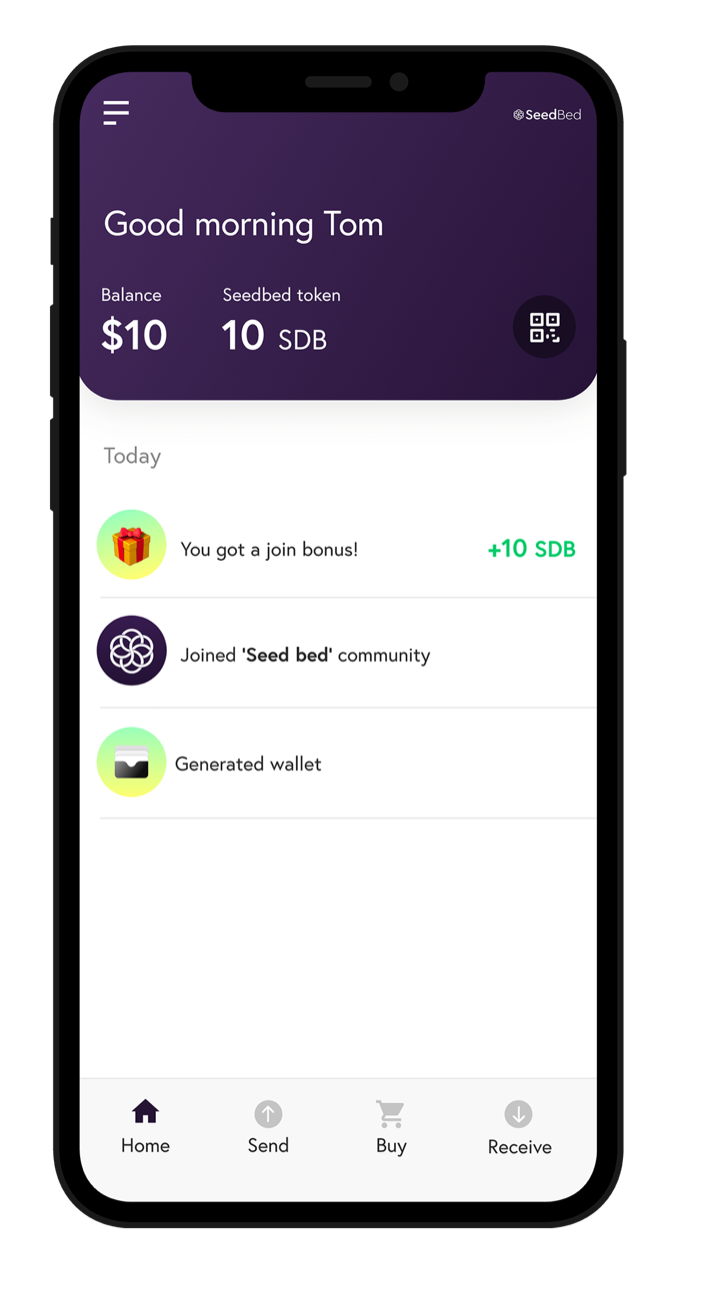 SeedBed
Good morning Tom
Balance
Seedbed token
$10
10 SDB
Today
You got a join bonus!
+10 SDB
Joined 'Seed bed' community
Generated wallet
Home
Send
Buy
Receive